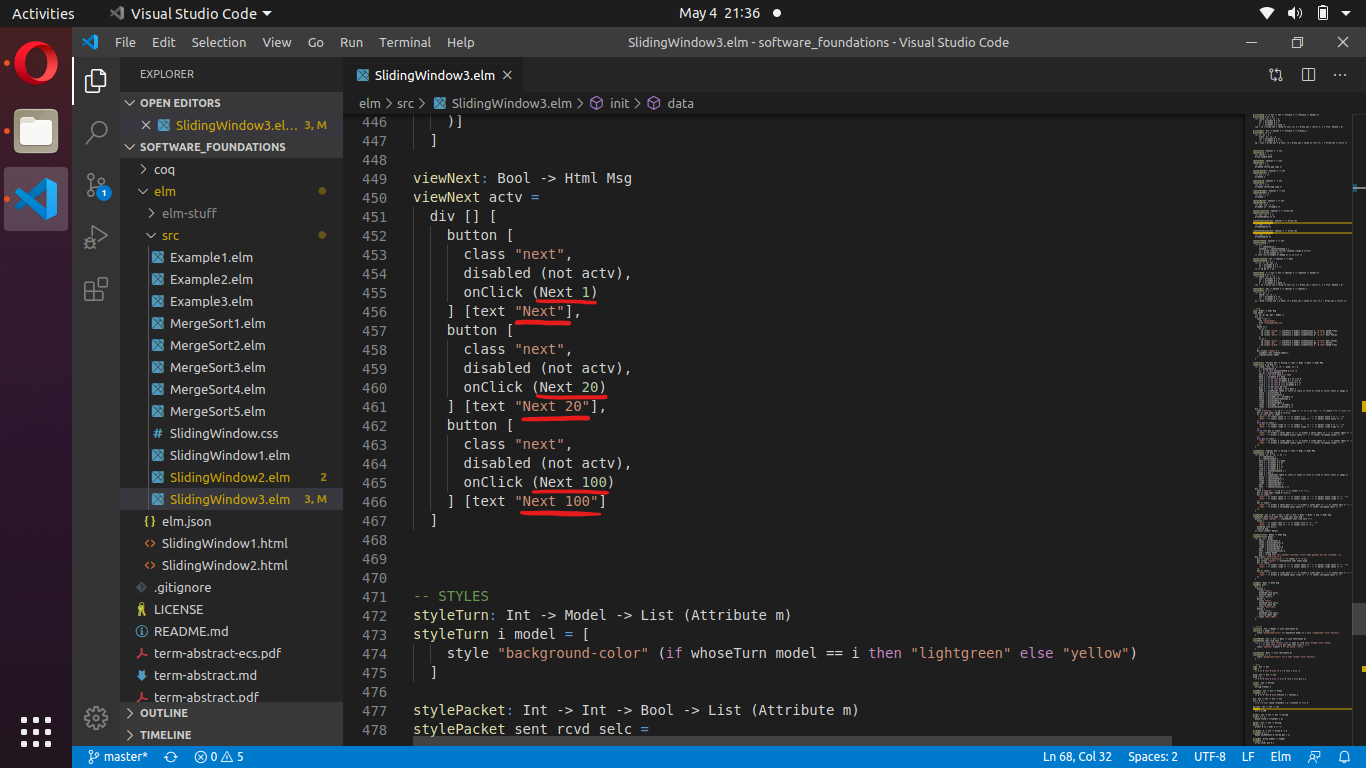 Activities
Visual Studio Code
May 4 21:36
File Edit Selection View Go Run Terminal Help
SlidingWindow3.elm - software_foundations - Visual Studio Code
EXPLORER
OPEN EDITORS
SlidingWindow3.el... 3, M
SOFTWARE_FOUNDATIONS
coq
elm
elm-stuff
src
Example1.elm
Example2.elm
Example3.elm
MergeSort1.elm
MergeSort2.elm
MergeSort3.elm
MergeSort4.elm
MergeSort5.elm
# SlidingWindow.css
SlidingWindow1.elm
SlidingWindow2.elm 2
SlidingWindow3.elm 3, M
{} elm.json
<> SlidingWindow1.html
<> SlidingWindow2.html
.gitignore
LICENSE
README.md
term-abstract-ecs.pdf
term-abstract.md
term-abstract.pdf
OUTLINE
TIMELINE
1
SlidingWindow3.elm
elm > src > SlidingWindow3.elm > init > data
446 )]
447 ]
448
449 viewNext: Bool -> Html Msg
450 viewNext actv =
451 div [] [
452 button [
453 class "next",
454 disabled (not actv),
455 onClick (Next 1)
456 ] [text "Next"],
457 button [
458 class "next",
459 disabled (not actv),
460 onClick (Next 20)
461 ] [text "Next 20"],
462 button [
463 class "next",
464 disabled (not actv),
465 onClick (Next 100)
466 ] [text "Next 100"]
467 ]
468
469
470
471 -- STYLES
472 styleTurn: Int -> Model -> List (Attribute m)
473 styleTurn i model = [
474 style "background-color" (if whoseTurn model == i then "lightgreen" else "yellow")
475 ]
476
477 stylePacket: Int -> Int -> Bool -> List (Attribute m)
478 stylePacket sent rcvd selc =
master* 0 5
Ln 68, Col 32 Spaces: 2 UTF-8 LF Elm